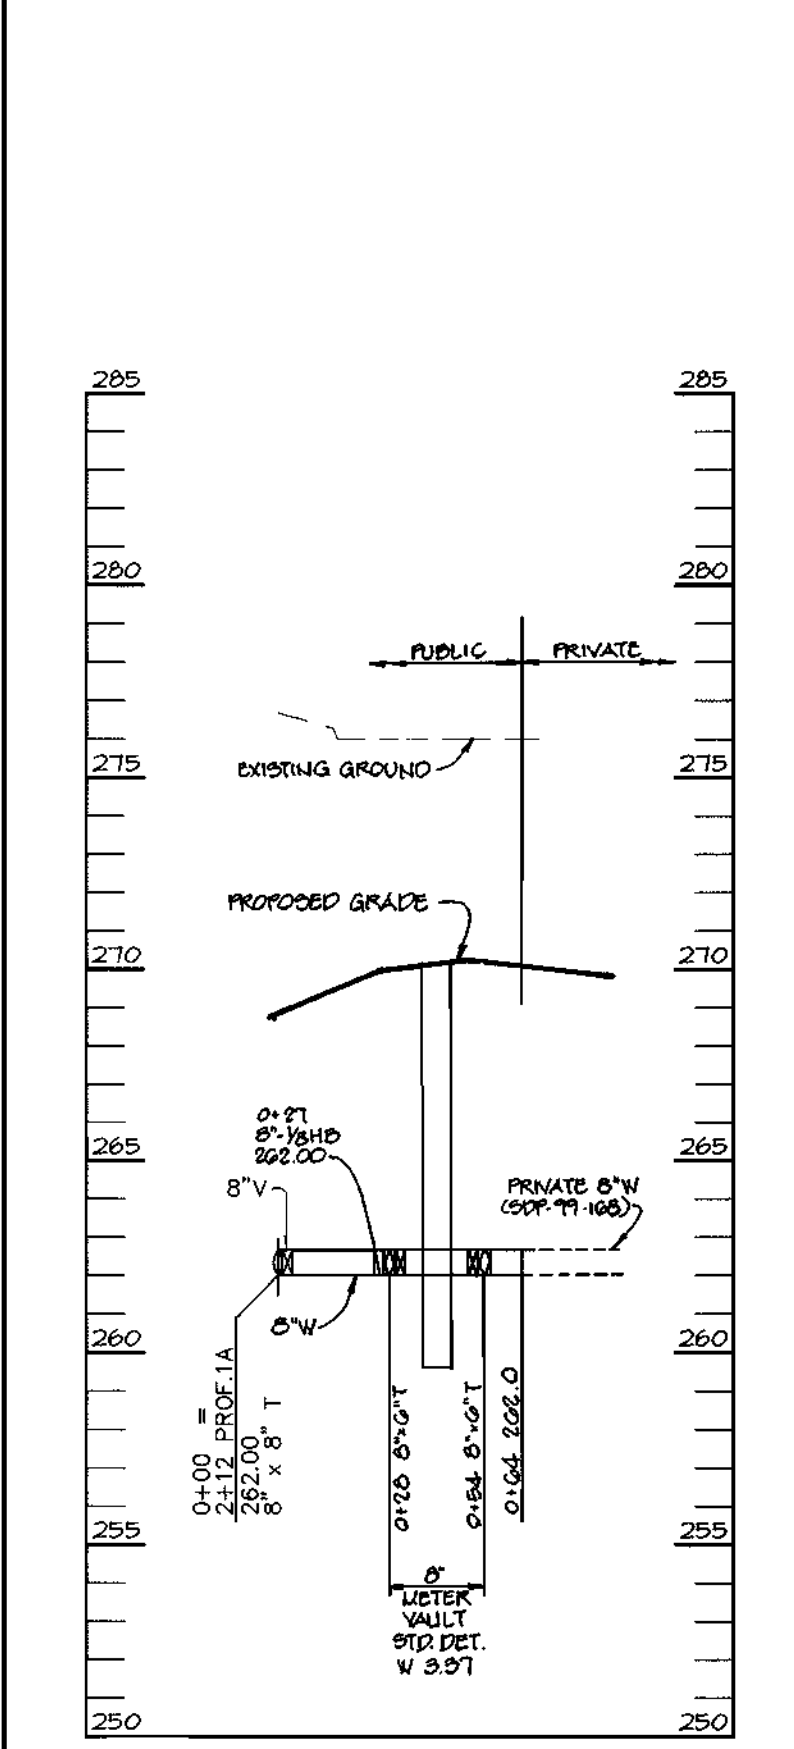 285 285
280 280
PUBLIC PRIVATE
EXISTING GROUND
275 275
PROPOSED GRADE
270 270
0+27
8"-1/8HB
262.00
265 265
8"V
PRIVATE 8"W
(SDP-99-168)
8"W
260 260
0+00 =
2+12 PROF.1A
262.00
8" x 8" T
0+28 8"x6"T
0+54 8"x6"T
0+64 262.0
255 255
8"
METER
VAULT
STD. DET.
W 3.37
250 250